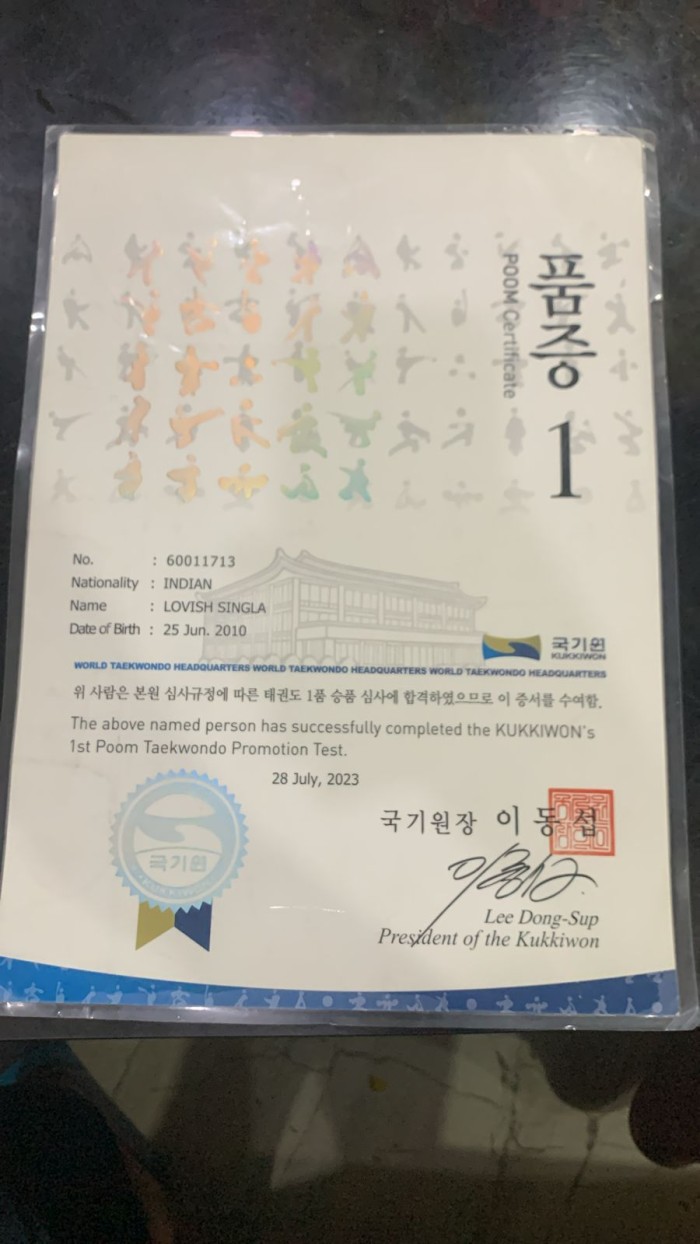 품증 1
POOM Certificate
No. : 60011713
Nationality : INDIAN
Name : LOVISH SINGLA
Date of Birth : 25 Jun. 2010
국기원
KUKKIWON
WORLD TAEKWONDO HEADQUARTERS WORLD TAEKWONDO HEADQUARTERS WORLD TAEKWONDO HEADQUARTERS
위 사람은 본원 심사규정에 따른 태권도 1품 승품 심사에 합격하였으므로 이 증서를 수여함.
The above named person has successfully completed the KUKKIWON's
1st Poom Taekwondo Promotion Test.
28 July, 2023
국기원장 이동섭
국기원
KUKKIWON
Lee Dong-Sup
President of the Kukkiwon